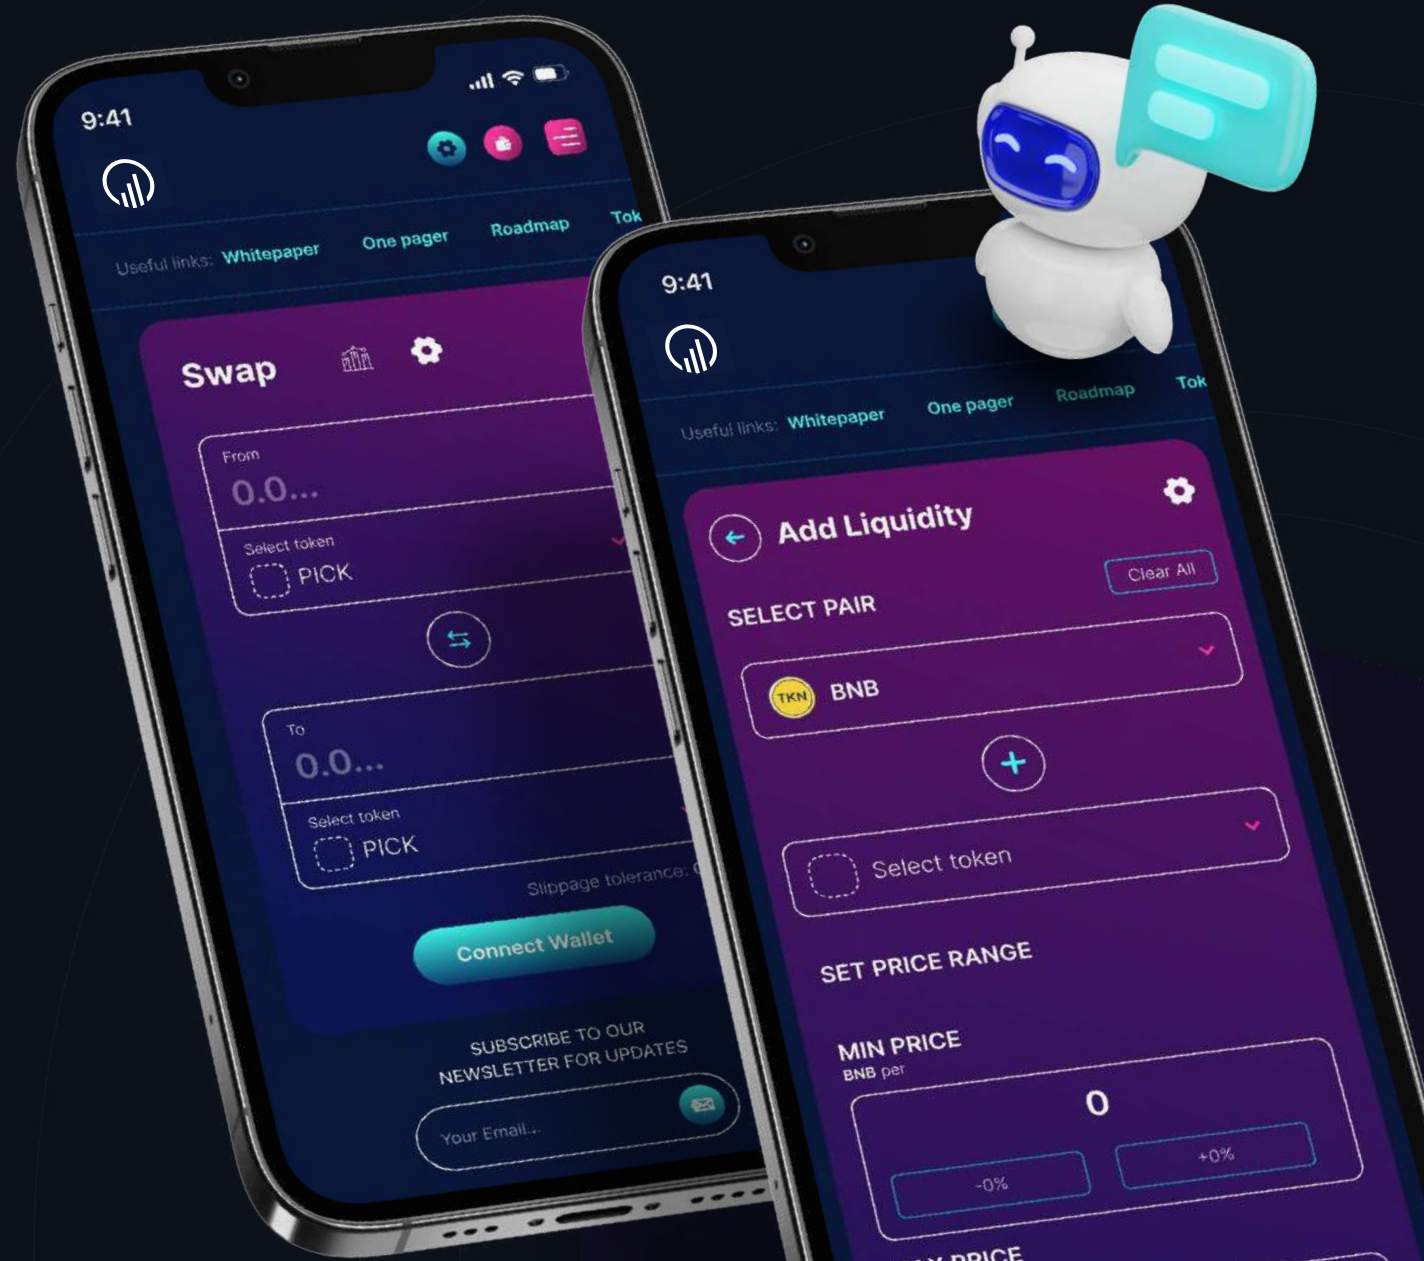 9:41
Useful links: Whitepaper One pager Roadmap Tok
Swap
From
0.0...
Select token
PICK
To
0.0...
Select token
PICK
Slippage tolerance:
Connect Wallet
SUBSCRIBE TO OUR
NEWSLETTER FOR UPDATES
Your Email...
9:41
Useful links: Whitepaper One pager Roadmap Tok
Add Liquidity
Clear All
SELECT PAIR
TKN BNB
Select token
SET PRICE RANGE
MIN PRICE
BNB per
0
-0% +0%
PRICE